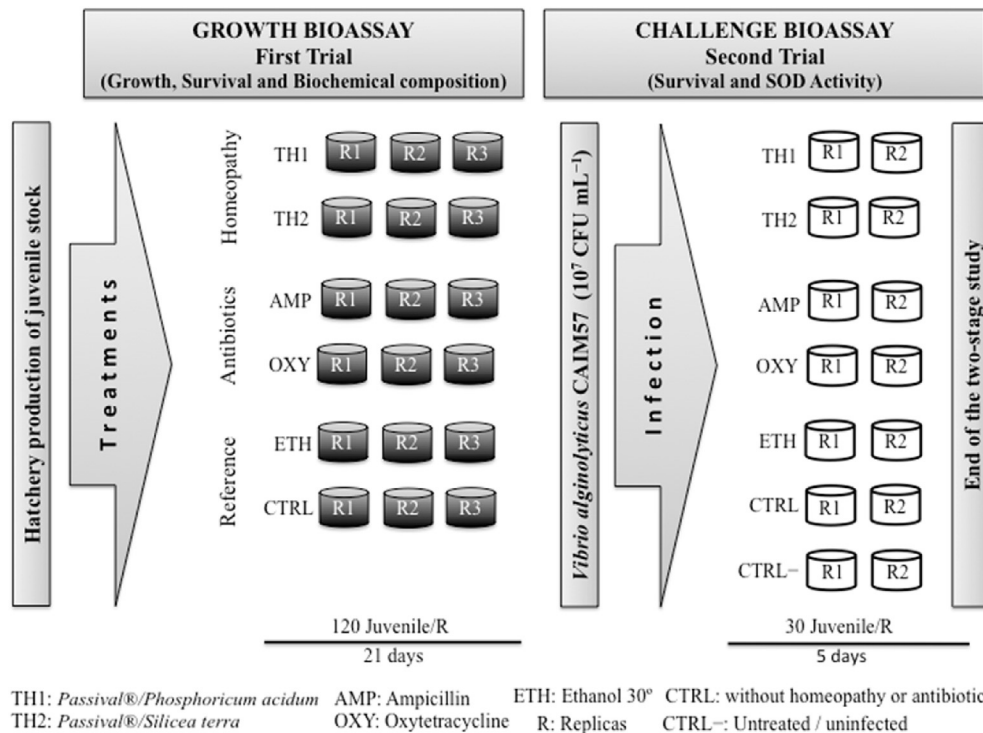 GROWTH BIOASSAY
First Trial
(Growth, Survival and Biochemical composition)
CHALLENGE BIOASSAY
Second Trial
(Survival and SOD Activity)
Hatchery production of juvenile stock
Treatments
Homeopathy
TH1 R1 R2 R3
TH2 R1 R2 R3
Antibiotics
AMP R1 R2 R3
OXY R1 R2 R3
Reference
ETH R1 R2 R3
CTRL R1 R2 R3
120 Juvenile/R
21 days
Vibrio alginolyticus CAIM57 (10⁷ CFU mL⁻¹)
Infection
TH1 R1 R2
TH2 R1 R2
AMP R1 R2
OXY R1 R2
ETH R1 R2
CTRL R1 R2
CTRL− R1 R2
30 Juvenile/R
5 days
End of the two-stage study
TH1: Passival®/Phosphoricum acidum AMP: Ampicillin ETH: Ethanol 30º CTRL: without homeopathy or antibiotic
TH2: Passival®/Silicea terra OXY: Oxytetracycline R: Replicas CTRL−: Untreated / uninfected